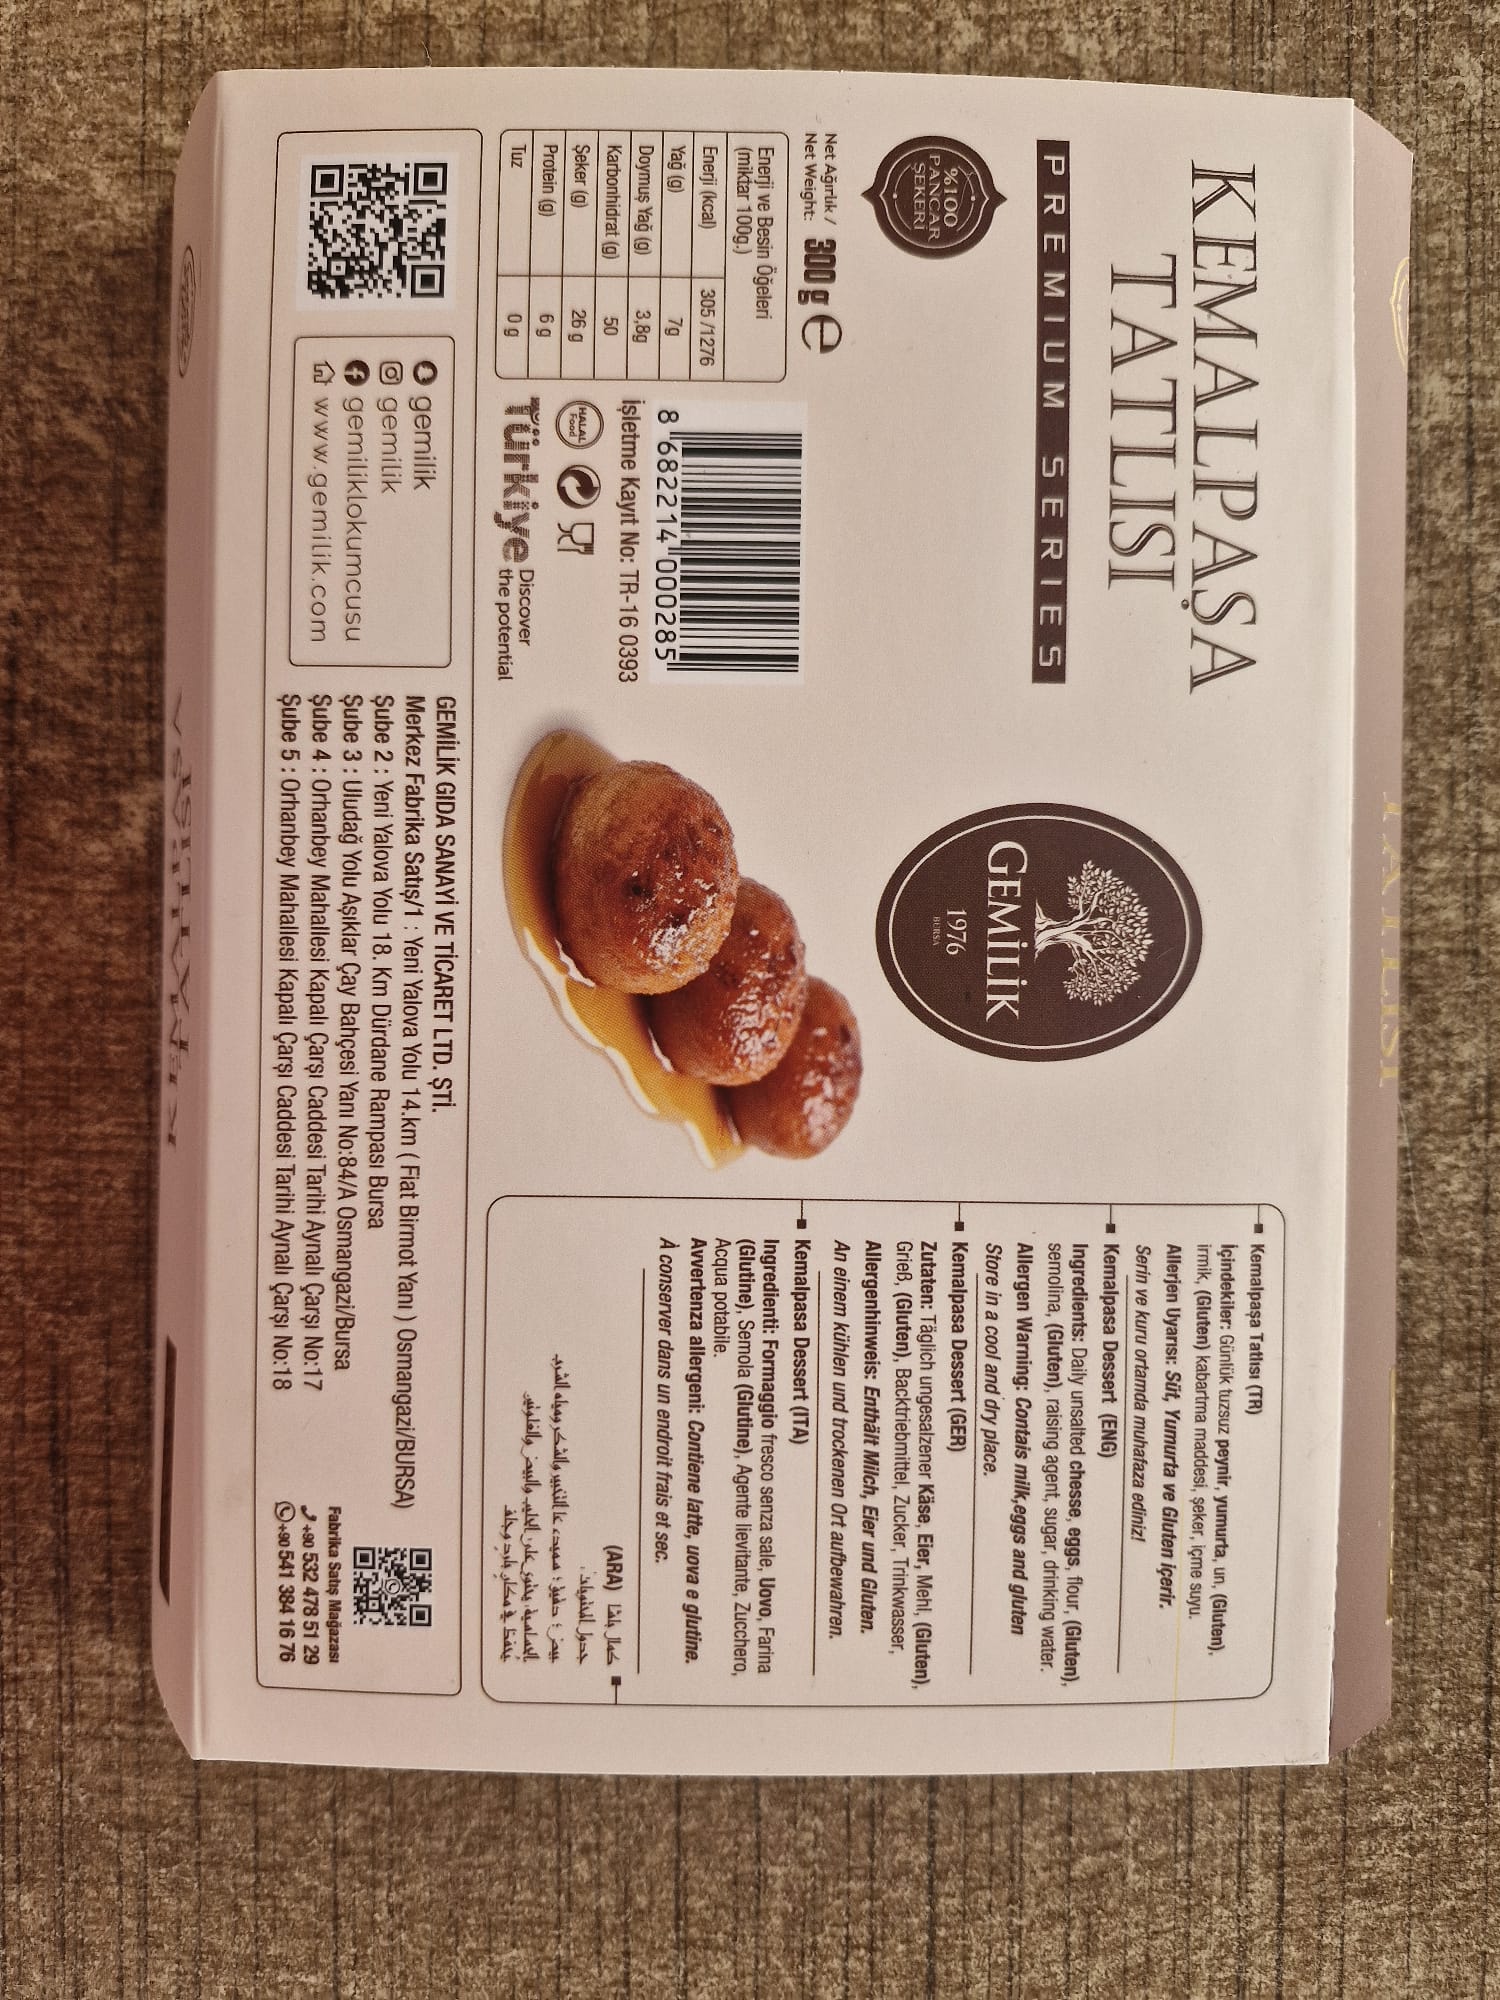 KEMALPAŞA
TATLISI
PREMIUM SERIES
%100
PANCAR
ŞEKERİ
Net Ağırlık /
Net Weight: 300 g e
Enerji ve Besin Öğeleri
(miktar 100g.)
Enerji (kcal) 305 /1276
Yağ (g) 7g
Doymuş Yağ (g) 3,8g
Karbonhidrat (g) 50
Şeker (g) 26 g
Protein (g) 6 g
Tuz 0 g
8 682214 000285
İşletme Kayıt No: TR-16 0393
HALAL
Food
Türkiye Discover
the potential
GEMİLİK
1976
BURSA
Kemalpaşa Tatlısı (TR)
İçindekiler: Günlük tuzsuz peynir, yumurta, un, (Gluten),
irmik, (Gluten) kabartma maddesi, şeker, içme suyu.
Allerjen Uyarısı: Süt, Yumurta ve Gluten içerir.
Serin ve kuru ortamda muhafaza ediniz!
Kemalpasa Dessert (ENG)
Ingredients: Daily unsalted chesse, eggs, flour, (Gluten),
semolina, (Gluten), raising agent, sugar, drinking water.
Allergen Warning: Contais milk,eggs and gluten
Store in a cool and dry place.
Kemalpasa Dessert (GER)
Zutaten: Täglich ungesalzener Käse, Eier, Mehl, (Gluten),
Grieß, (Gluten), Backtriebmittel, Zucker, Trinkwasser,
Allergenhinweis: Enthält Milch, Eier und Gluten.
An einem kühlen und trockenen Ort aufbewahren.
Kemalpasa Dessert (ITA)
Ingredienti: Formaggio fresco senza sale, Uovo, Farina
(Glutine), Semola (Glutine), Agente lievitante, Zucchero,
Acqua potabile.
Avvertenza allergeni: Contiene latte, uova e glutine.
À conserver dans un endroit frais et sec.
(ARA) كمال باشا
gemilik
gemilik
gemiliklokumcusu
www.gemilik.com
GEMİLİK GIDA SANAYİ VE TİCARET LTD. ŞTİ.
Merkez Fabrika Satış/1 : Yeni Yalova Yolu 14.km ( Fiat Birmot Yanı ) Osmangazi/BURSA)
Şube 2 : Yeni Yalova Yolu 18. Km Dürdane Rampası Bursa
Şube 3 : Uludağ Yolu Aşıklar Çay Bahçesi Yanı No:84/A Osmangazi/Bursa
Şube 4 : Orhanbey Mahallesi Kapalı Çarşı Caddesi Tarihi Aynalı Çarşı No:17
Şube 5 : Orhanbey Mahallesi Kapalı Çarşı Caddesi Tarihi Aynalı Çarşı No:18
Fabrika Satış Mağazası
+90 532 478 51 29
+90 541 384 16 76